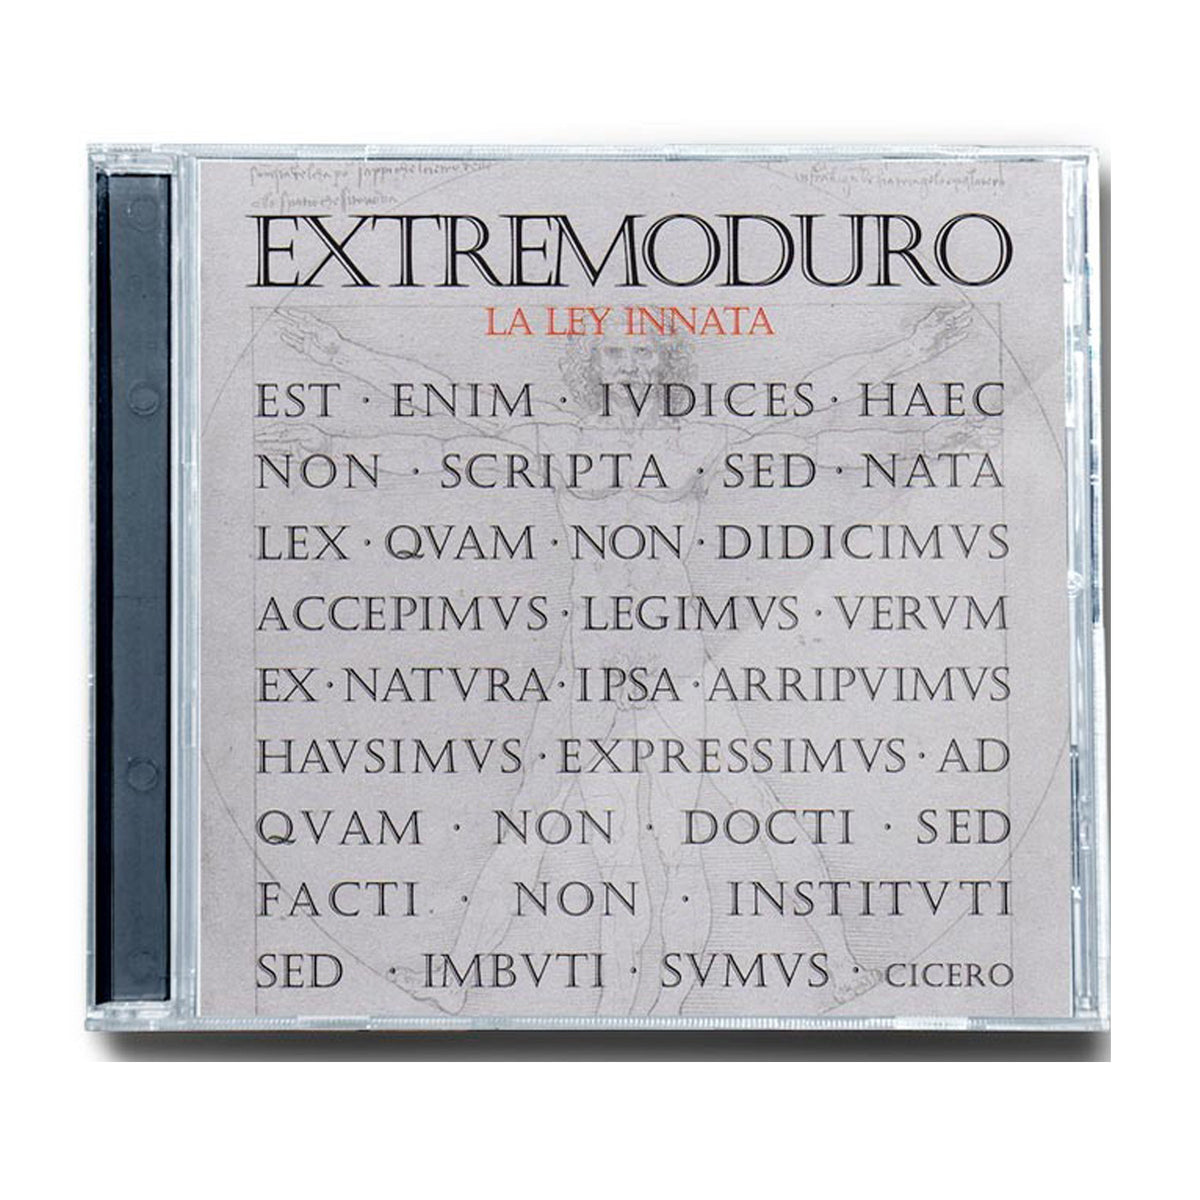 EXTREMODURO
LA LEY INNATA
EST · ENIM · IVDICES · HAEC
NON · SCRIPTA · SED · NATA
LEX · QVAM · NON · DIDICIMVS
ACCEPIMVS · LEGIMVS · VERVM
EX · NATVRA · IPSA · ARRIPVIMVS
HAVSIMVS · EXPRESSIMVS · AD
QVAM · NON · DOCTI · SED
FACTI · NON · INSTITVTI
SED · IMBVTI · SVMVS · CICERO